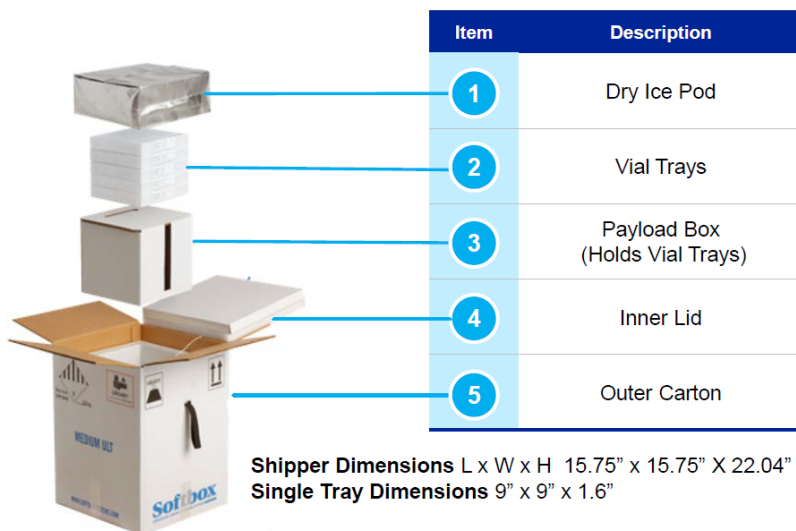 Item Description
1 Dry Ice Pod
2 Vial Trays
3 Payload Box
(Holds Vial Trays)
4 Inner Lid
5 Outer Carton
MEDIUM ULT
Softbox
Shipper Dimensions L x W x H 15.75” x 15.75” X 22.04”
Single Tray Dimensions 9” x 9” x 1.6”